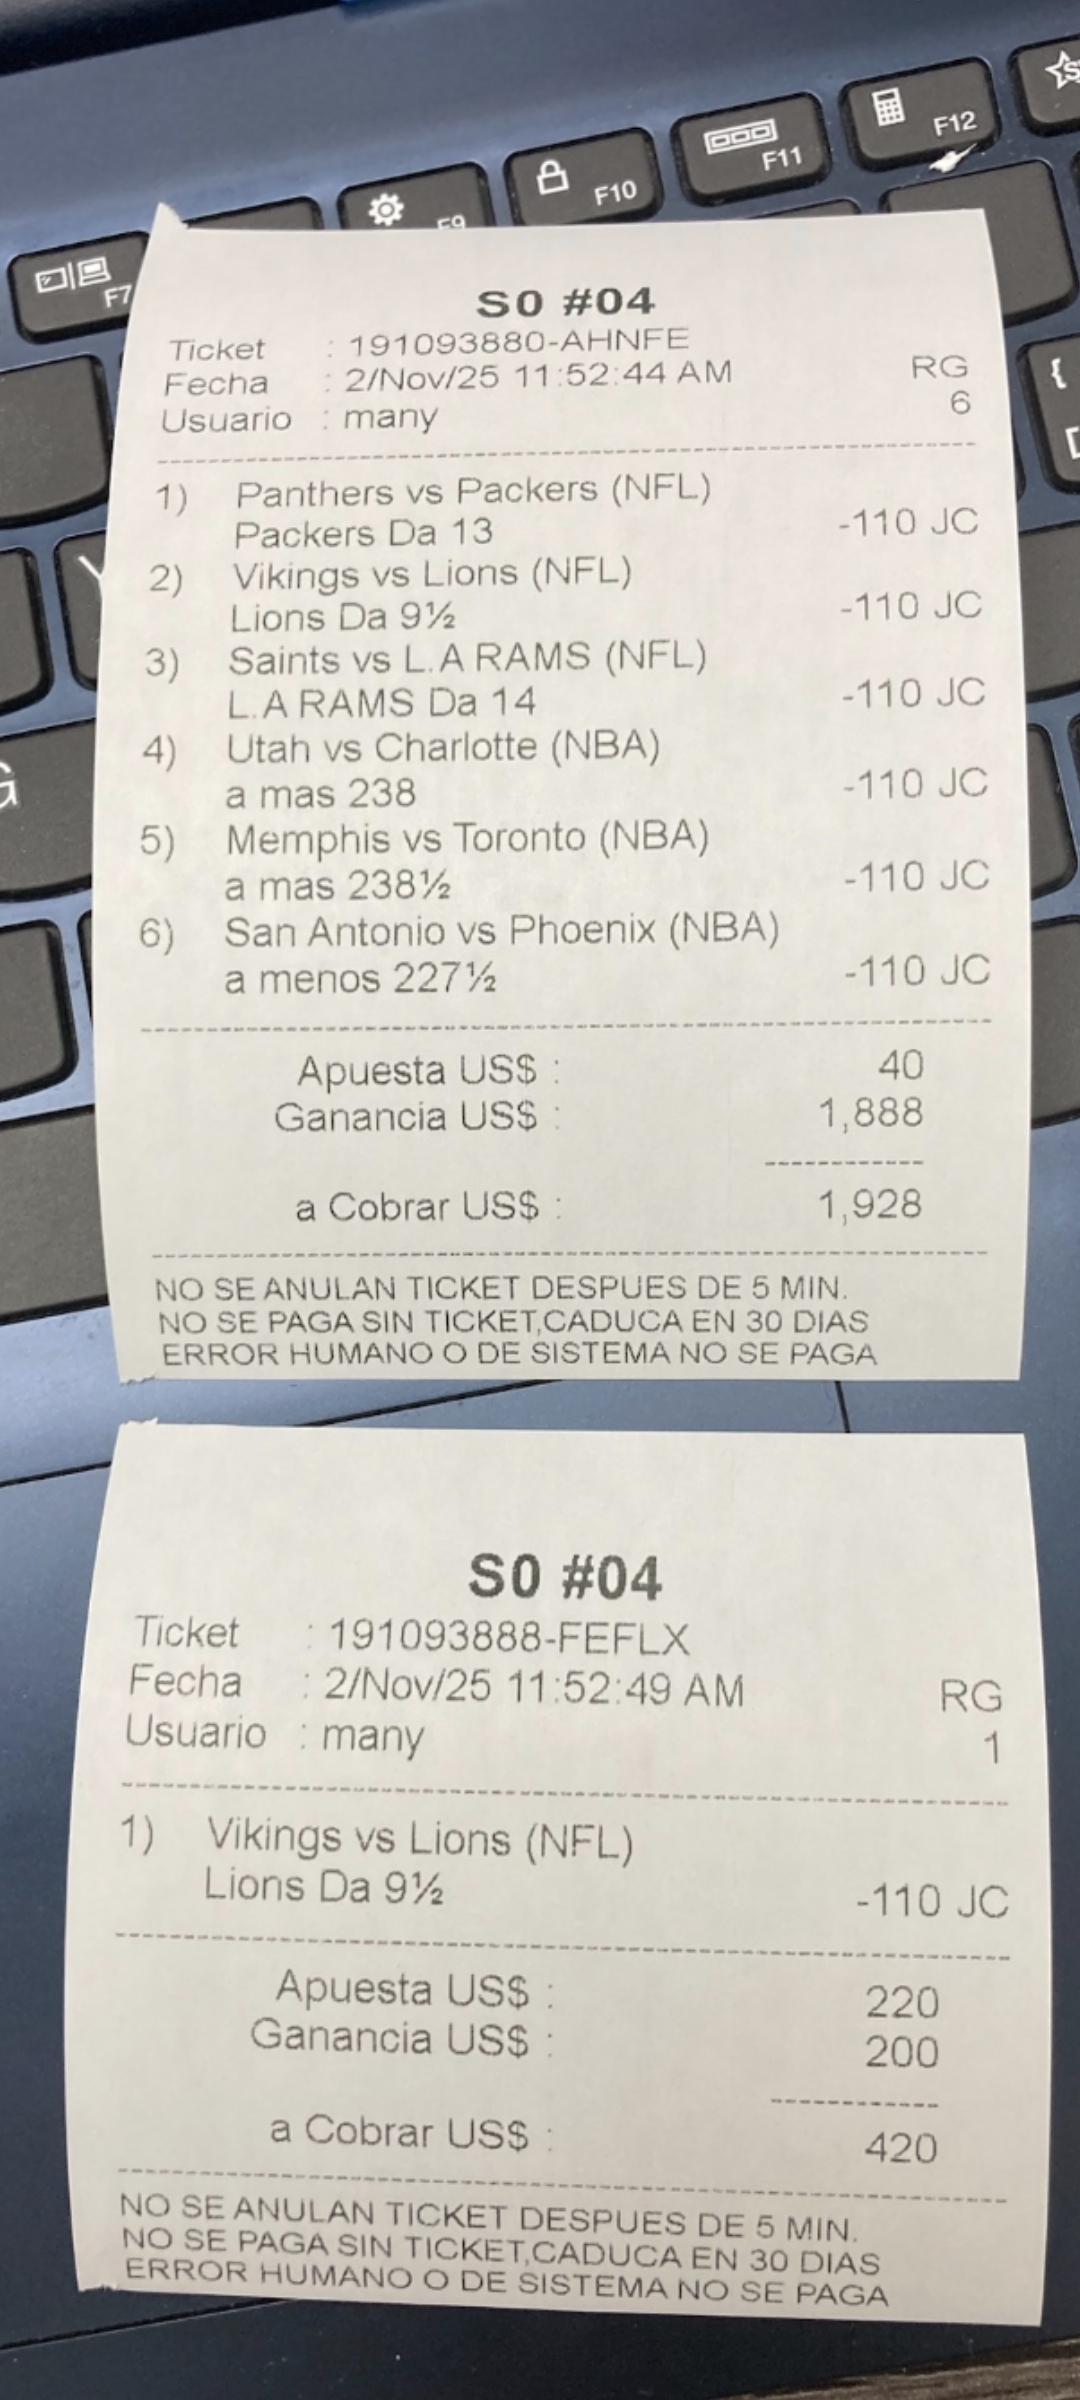 F7
F9
F10
F11
F12
S0 #04
Ticket : 191093880-AHNFE
Fecha : 2/Nov/25 11:52:44 AM RG
Usuario : many 6
1) Panthers vs Packers (NFL)
Packers Da 13 -110 JC
2) Vikings vs Lions (NFL)
Lions Da 9½ -110 JC
3) Saints vs L.A RAMS (NFL)
L.A RAMS Da 14 -110 JC
4) Utah vs Charlotte (NBA)
a mas 238 -110 JC
5) Memphis vs Toronto (NBA)
a mas 238½ -110 JC
6) San Antonio vs Phoenix (NBA)
a menos 227½ -110 JC
Apuesta US$ : 40
Ganancia US$ : 1,888
a Cobrar US$ : 1,928
NO SE ANULAN TICKET DESPUES DE 5 MIN.
NO SE PAGA SIN TICKET,CADUCA EN 30 DIAS
ERROR HUMANO O DE SISTEMA NO SE PAGA
S0 #04
Ticket : 191093888-FEFLX
Fecha : 2/Nov/25 11:52:49 AM RG
Usuario : many 1
1) Vikings vs Lions (NFL)
Lions Da 9½ -110 JC
Apuesta US$ : 220
Ganancia US$ : 200
a Cobrar US$ : 420
NO SE ANULAN TICKET DESPUES DE 5 MIN.
NO SE PAGA SIN TICKET,CADUCA EN 30 DIAS
ERROR HUMANO O DE SISTEMA NO SE PAGA